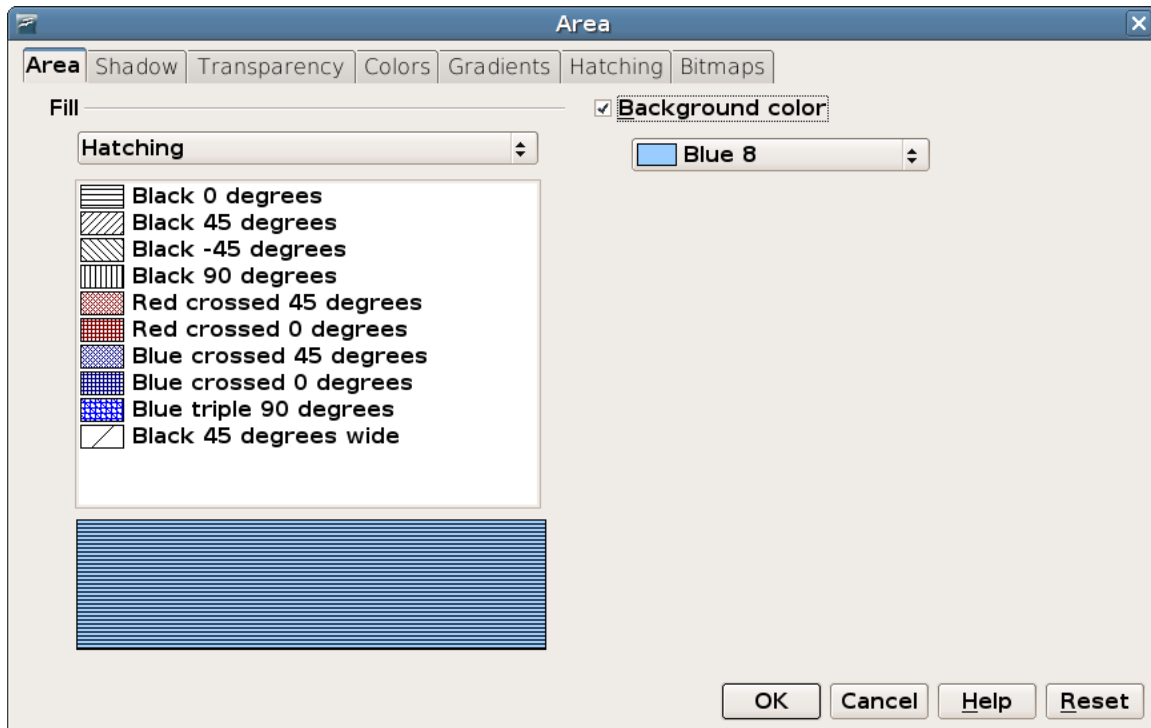 Area
Area Shadow Transparency Colors Gradients Hatching Bitmaps
Fill
Background color
Hatching
Blue 8
Black 0 degrees
Black 45 degrees
Black -45 degrees
Black 90 degrees
Red crossed 45 degrees
Red crossed 0 degrees
Blue crossed 45 degrees
Blue crossed 0 degrees
Blue triple 90 degrees
Black 45 degrees wide
OK Cancel Help Reset